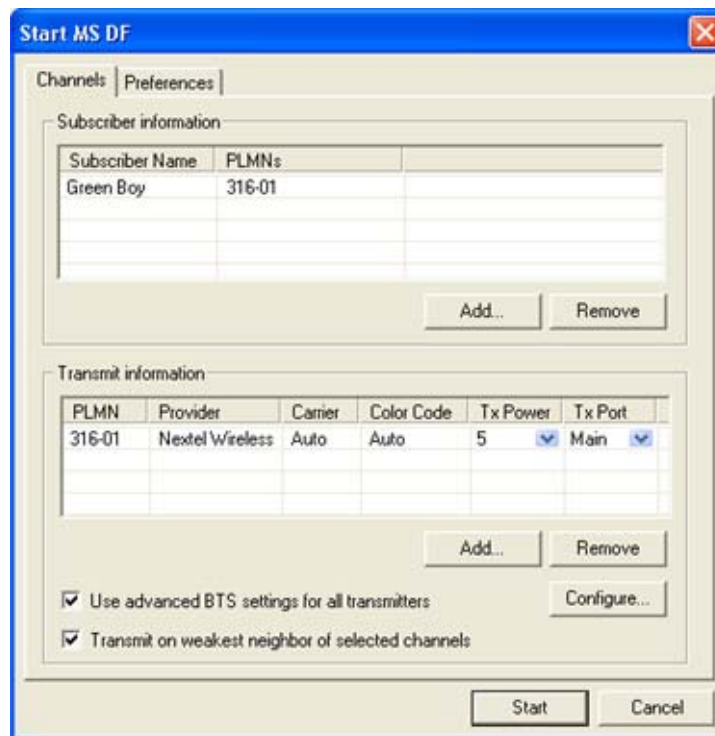 Start MS DF
Channels Preferences
Subscriber information
Subscriber Name PLMNs
Green Boy 316-01
Add... Remove
Transmit information
PLMN Provider Carrier Color Code Tx Power Tx Port
316-01 Nextel Wireless Auto Auto 5 Main
Add... Remove
Use advanced BTS settings for all transmitters Configure...
Transmit on weakest neighbor of selected channels
Start Cancel